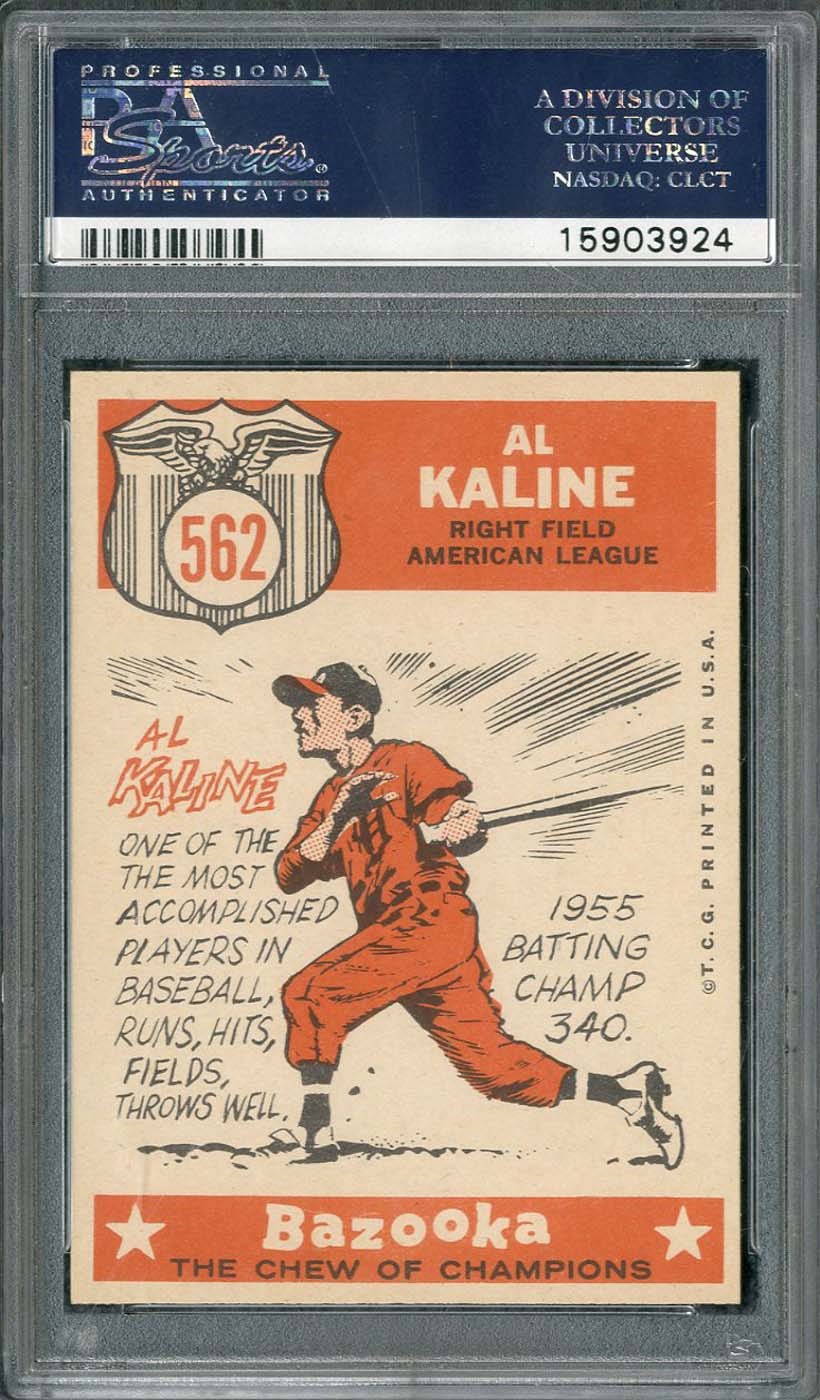 PROFESSIONAL
PSA
Sports®
AUTHENTICATOR
A DIVISION OF
COLLECTORS
UNIVERSE
NASDAQ: CLCT
15903924
562
AL
KALINE
RIGHT FIELD
AMERICAN LEAGUE
AL
KALINE
ONE OF THE
THE MOST
ACCOMPLISHED
PLAYERS IN
BASEBALL,
RUNS, HITS,
FIELDS,
THROWS WELL.
1955
BATTING
CHAMP
340.
©T.C.G. PRINTED IN U.S.A.
Bazooka
THE CHEW OF CHAMPIONS